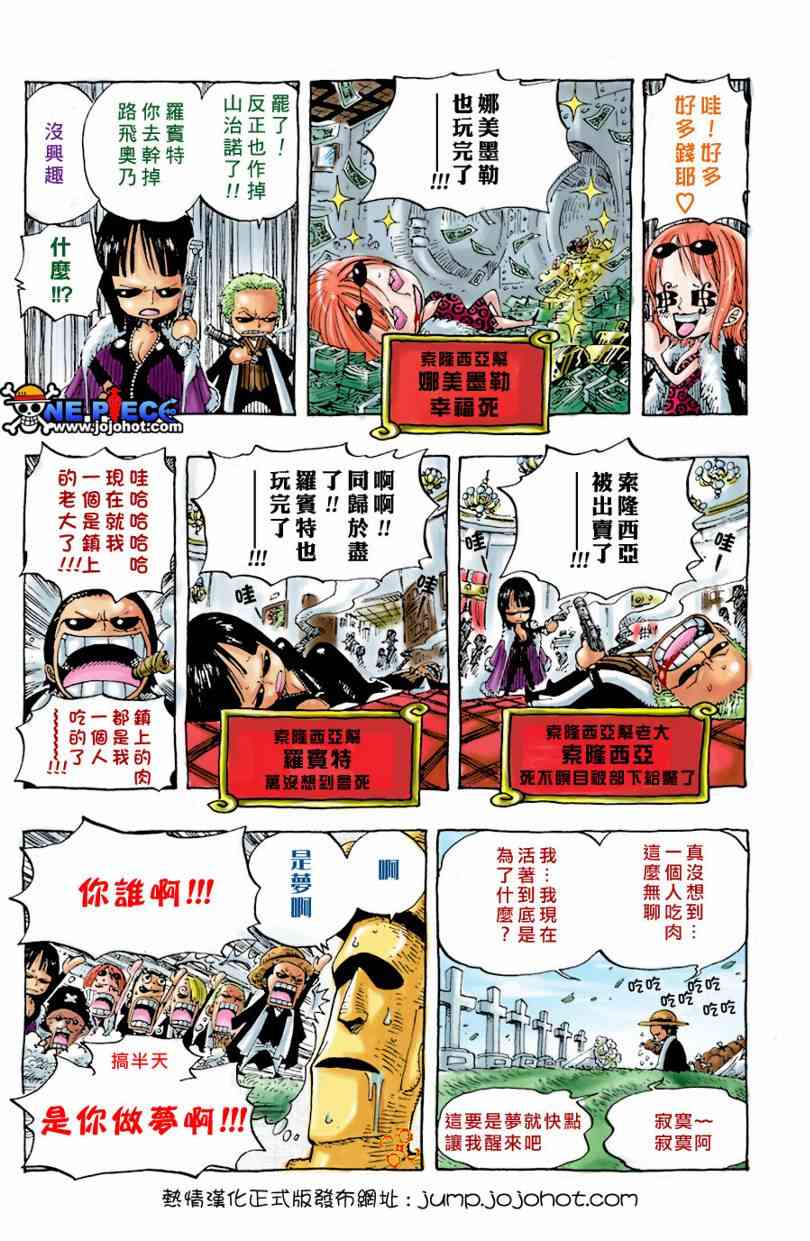 哇！好多
好多錢耶♡
娜美墨勒
也玩完了
——!!!
索隆西亞幫
娜美墨勒
幸福死
罷了！
反正也作掉
山治諾了!!
羅賓特
你去幹掉
路飛奧乃
沒興趣
什麼!!?
ONE PIECE
www.jojohot.com
索隆西亞
被出賣了
——!!!
哇—
哇—
索隆西亞幫老大
索隆西亞
死不瞑目被部下給斃了
啊啊!!
同歸於盡
了!!
羅賓特也
玩完了
——!!!
哇—
哇—
索隆西亞幫
羅賓特
萬沒想到會死
哇哈哈哈哈
現在就我
一個是鎮上
的老大了!!!
鎮上的肉
都是我
一個人
吃的了
~~~!!!
真沒想到…
一個人吃肉
這麼無聊
我…我現在
活著到底是
為了什麼？
吃吃
吃吃
吃吃
寂寞~~
寂寞阿
這要是夢就快點
讓我醒來吧
啊
是夢啊
你誰啊!!!
搞半天
是你做夢啊!!!
熱情漢化正式版發布網址：jump.jojohot.com